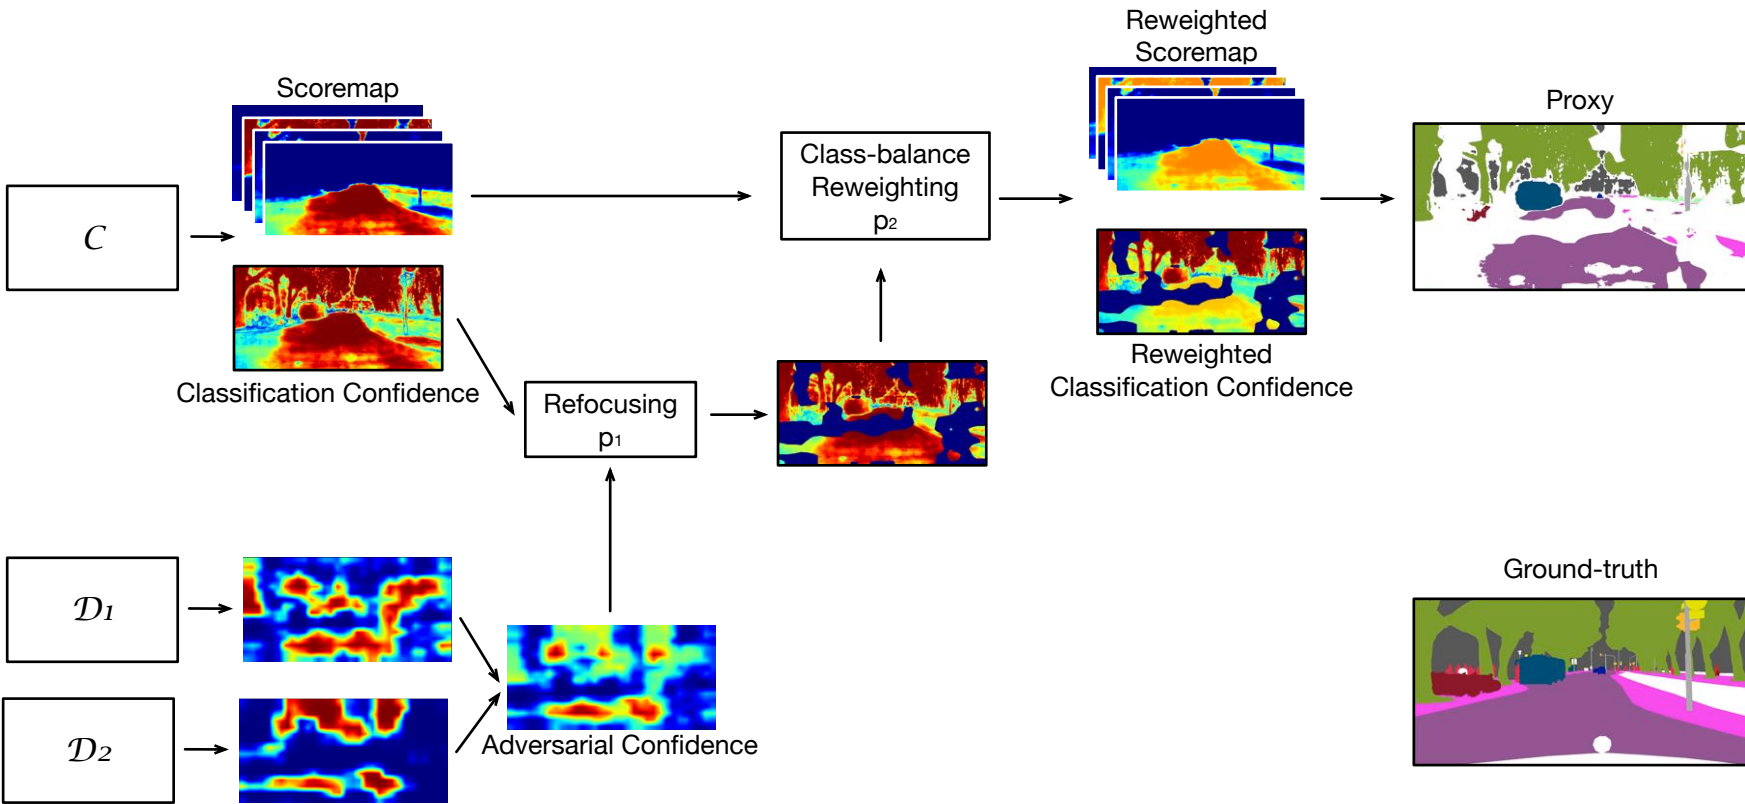 Reweighted
Scoremap
Scoremap
Proxy
Class-balance
Reweighting
p2
C
Classification Confidence
Reweighted
Classification Confidence
Refocusing
p1
Ground-truth
D1
D2
Adversarial Confidence